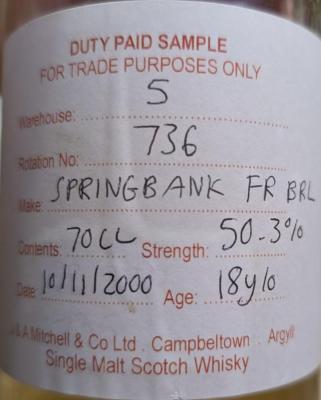 DUTY PAID SAMPLE
FOR TRADE PURPOSES ONLY
Warehouse: 5
Rotation No: 736
Make: SPRINGBANK FR BRL
Contents: 70CL Strength: 50.3%
Date 10/11/2000 Age: 18y/o
& A Mitchell & Co Ltd . Campbeltown . Argyll
Single Malt Scotch Whisky